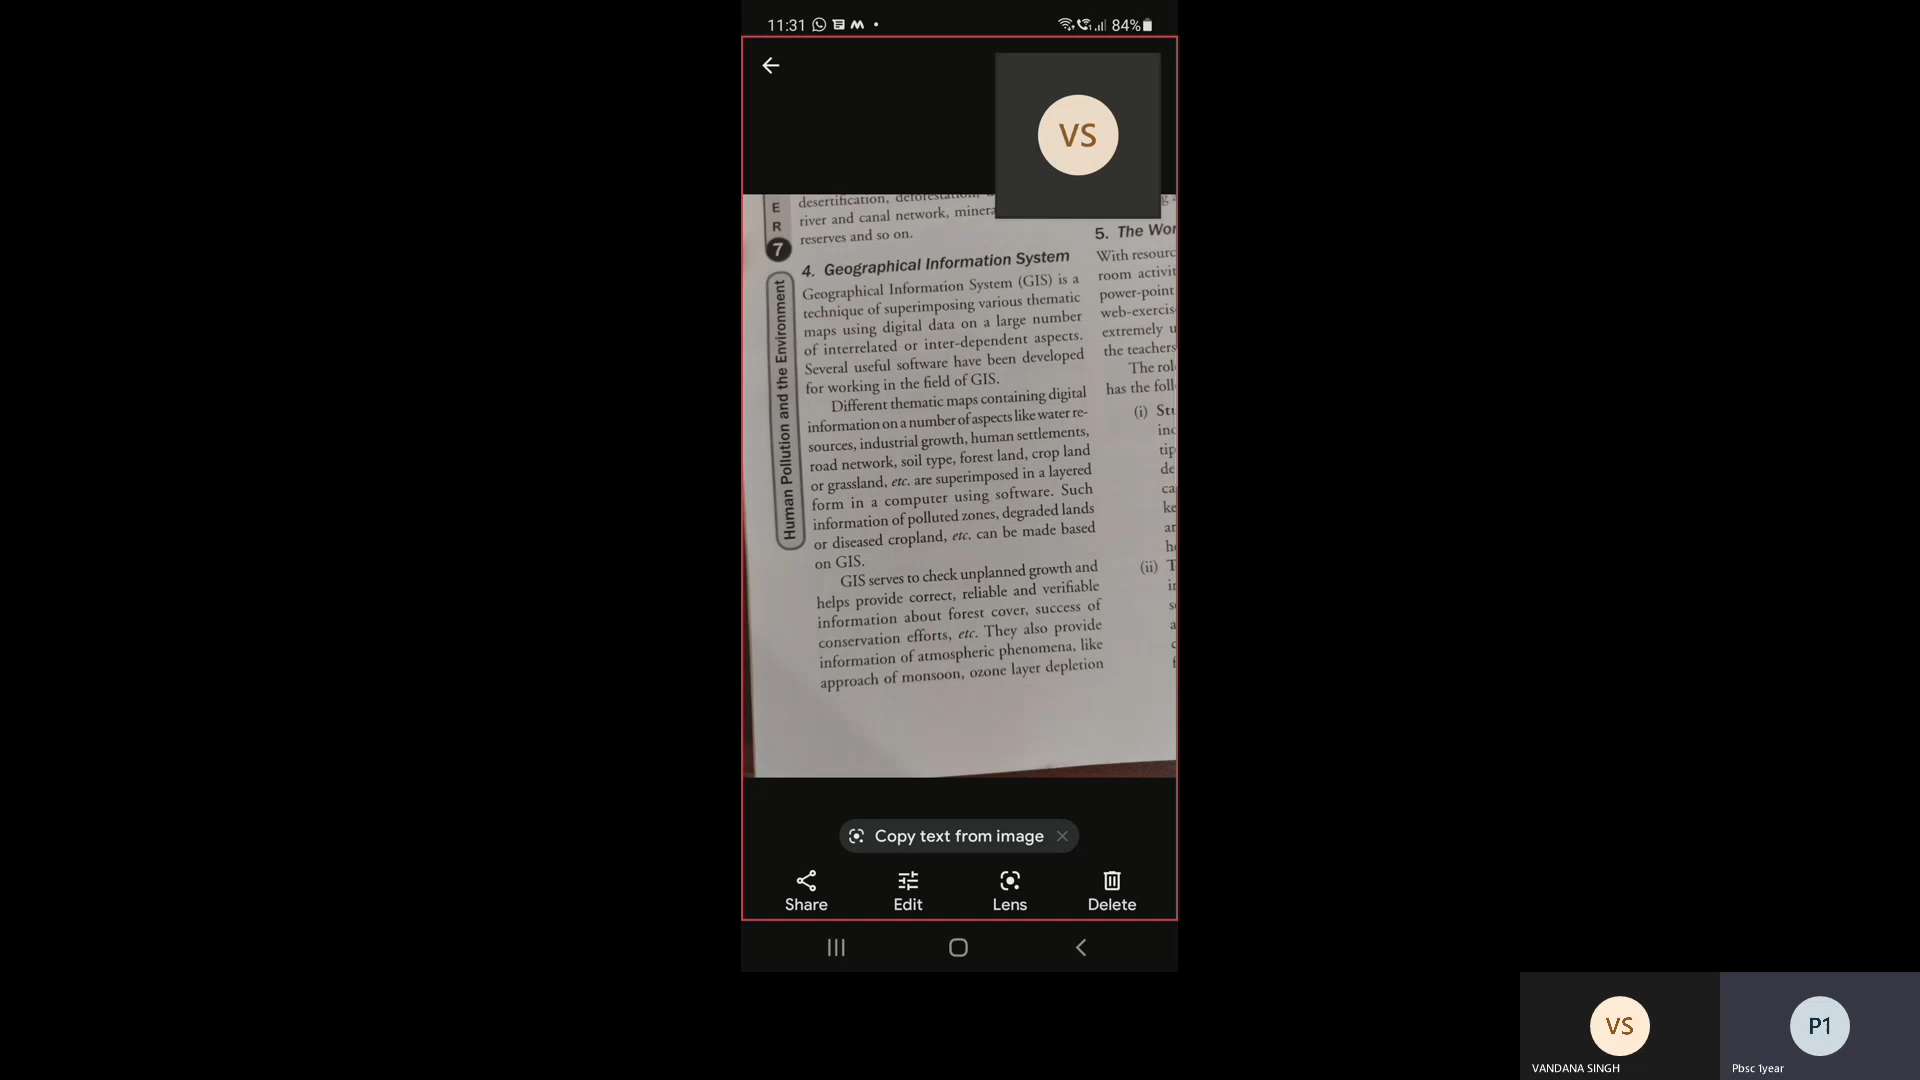 11:31
84%
VS
E
R
7
Human Pollution and the Environment
desertification, deforestation,
river and canal network,
reserves and so on.
4. Geographical Information System
Geographical Information System (GIS) is a
technique of superimposing various thematic
maps using digital data on a large number
of interrelated or inter-dependent aspects.
Several useful software have been developed
for working in the field of GIS.
Different thematic maps containing digital
information on a number of aspects like water re-
sources, industrial growth, human settlements,
road network, soil type, forest land, crop land
or grassland, etc. are superimposed in a layered
form in a computer using software. Such
information of polluted zones, degraded lands
or diseased cropland, etc. can be made based
on GIS.
GIS serves to check unplanned growth and
helps provide correct, reliable and verifiable
information about forest cover, success of
conservation efforts, etc. They also provide
information of atmospheric phenomena, like
approach of monsoon, ozone layer depletion
5. The
With
room
power-point
extremely
the teachers
The
has the
(i)
(ii)
Copy text from image
Share
Edit
Lens
Delete
VS
VANDANA SINGH
P1
Pbsc 1year